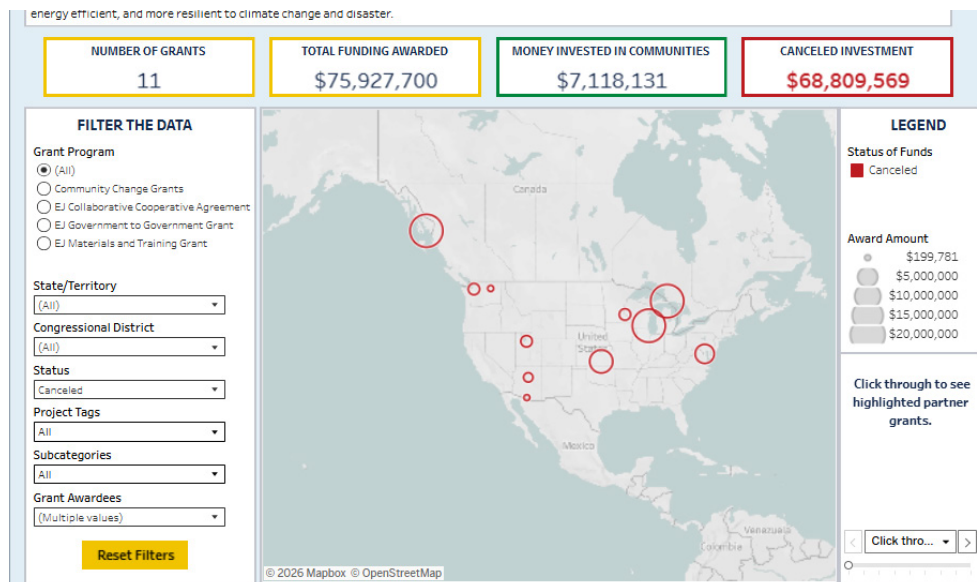 energy efficient, and more resilient to climate change and disaster.
NUMBER OF GRANTS
11
TOTAL FUNDING AWARDED
$75,927,700
MONEY INVESTED IN COMMUNITIES
$7,118,131
CANCELED INVESTMENT
$68,809,569
FILTER THE DATA
Grant Program
(All)
Community Change Grants
EJ Collaborative Cooperative Agreement
EJ Government to Government Grant
EJ Materials and Training Grant
State/Territory
(All)
Congressional District
(All)
Status
Canceled
Project Tags
All
Subcategories
All
Grant Awardees
(Multiple values)
Reset Filters
Canada
United
States
Mexico
Venezuela
Colombia
© 2026 Mapbox © OpenStreetMap
LEGEND
Status of Funds
Canceled
Award Amount
$199,781
$5,000,000
$10,000,000
$15,000,000
$20,000,000
Click through to see
highlighted partner
grants.
Click thro...